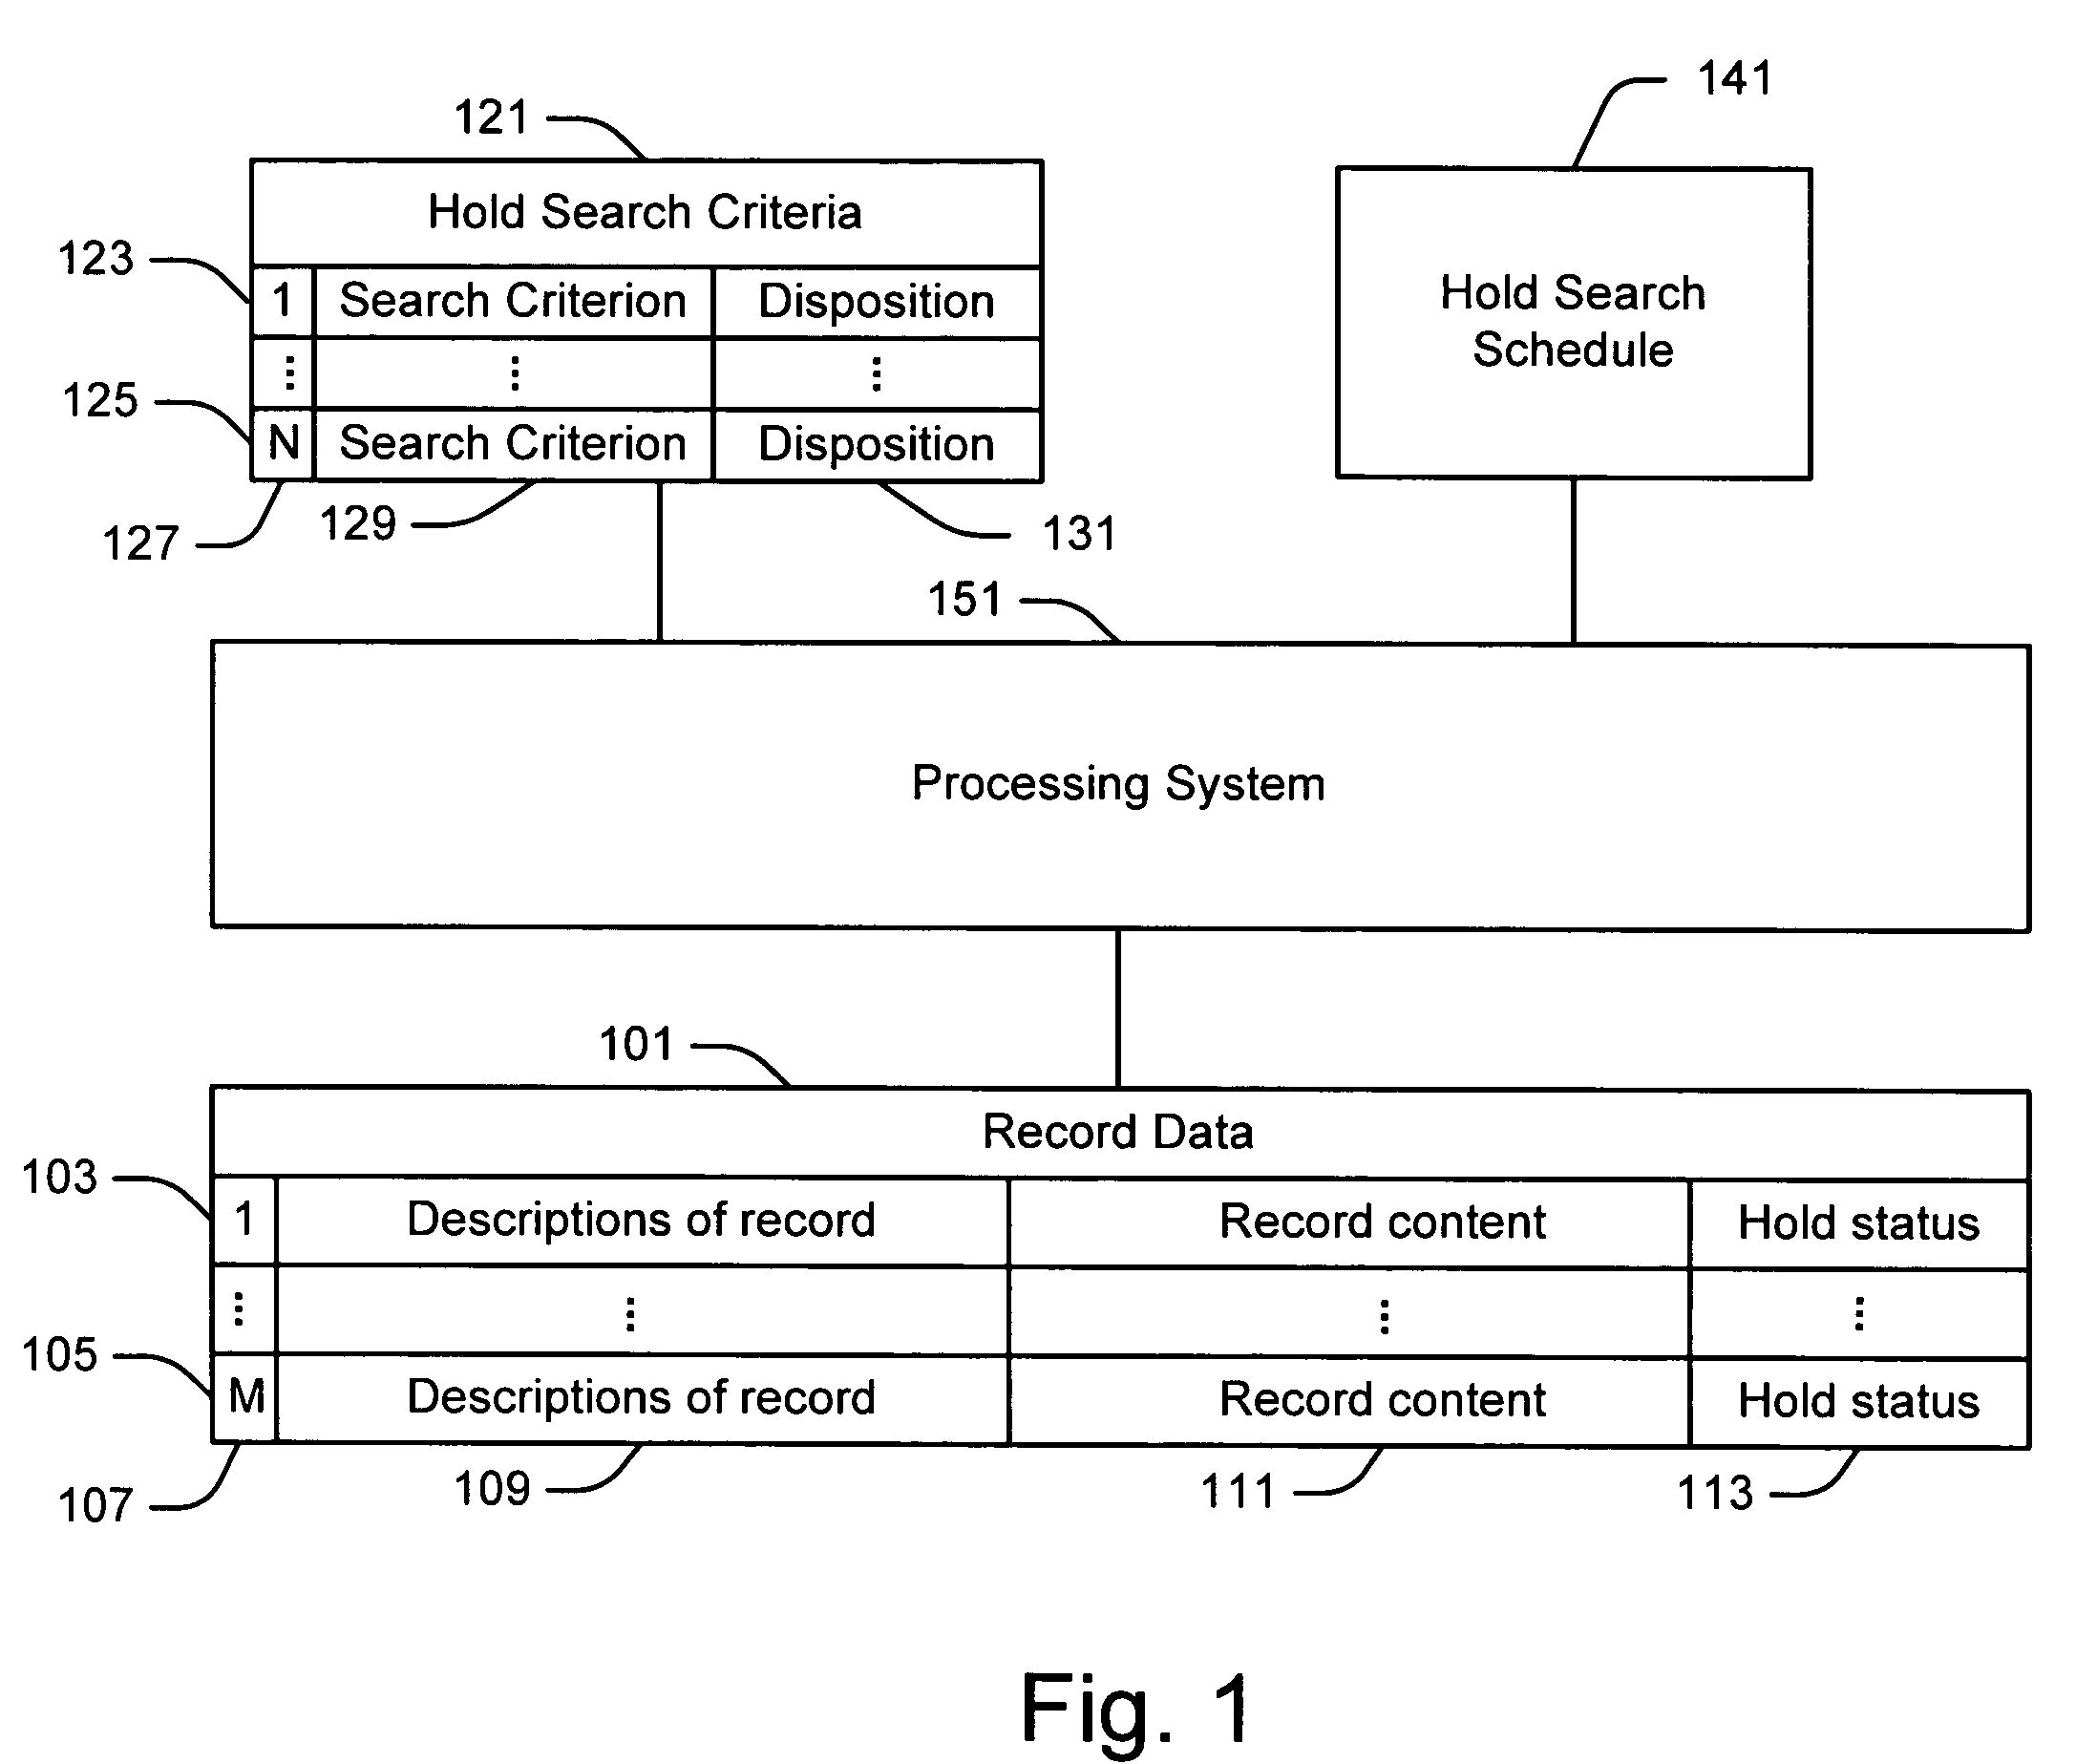 141
121
Hold Search Criteria
123
1 Search Criterion Disposition
Hold Search
Schedule
⋮ ⋮ ⋮
125
N Search Criterion Disposition
127
129
131
151
Processing System
101
Record Data
103
1 Descriptions of record Record content Hold status
⋮ ⋮ ⋮ ⋮
105
M Descriptions of record Record content Hold status
107
109
111
113
Fig. 1